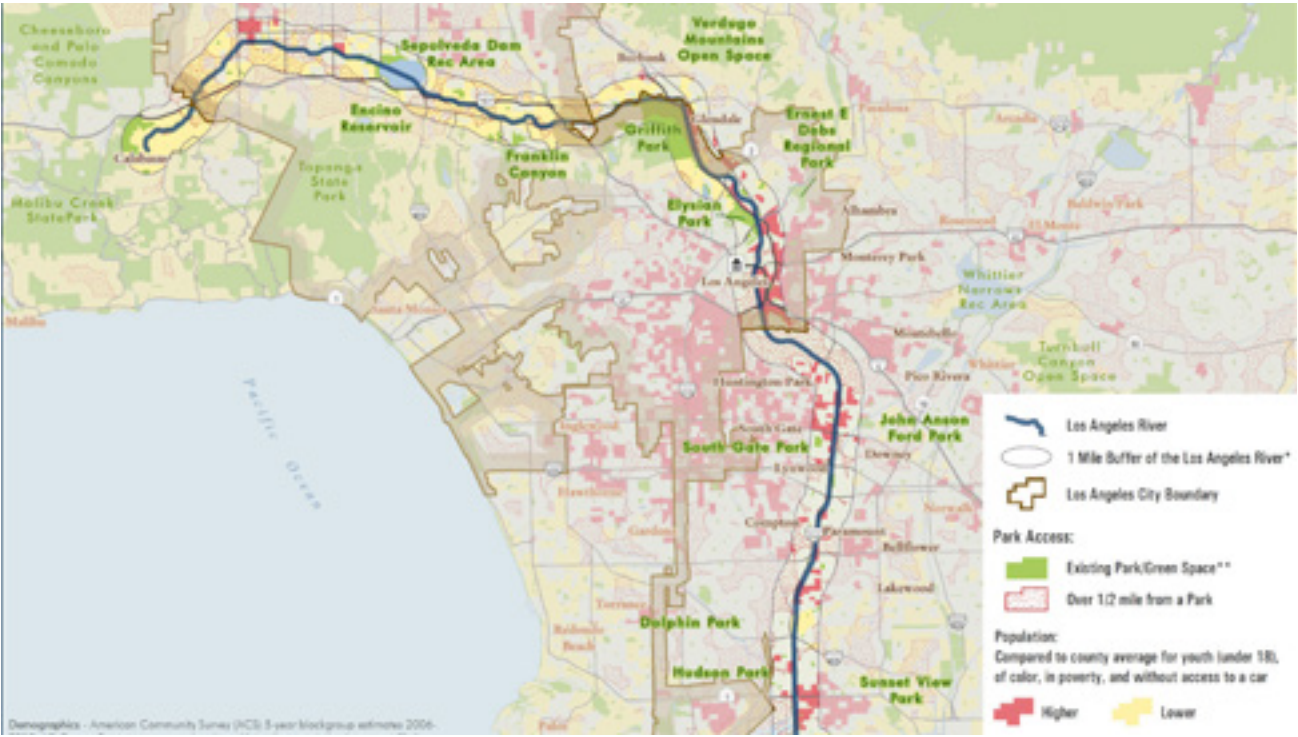 Cheeseboro
and Palo
Comado
Canyons
Sepulveda Dam
Rec Area
Verdugo
Mountains
Open Space
Burbank
Encino
Reservoir
Glendale
Griffith
Park
Ernest E
Debs
Regional
Park
Pasadena
Arcadia
Calabasas
Franklin
Canyon
Topanga
State
Park
Malibu Creek
StatePark
Elysian
Park
Alhambra
Rosemead
El Monte
Baldwin Park
Monterey Park
Los Angeles
Whittier
Narrows
Rec Area
Malibu
Santa Monica
Montebello
Turnbull
Canyon
Open Space
Whittier
Pico Rivera
Huntington Park
Pacific Ocean
Inglewood
South Gate
South Gate Park
John Anson
Ford Park
Downey
Lynwood
Hawthorne
Norwalk
Compton
Paramount
Gardena
Bellflower
Lakewood
Torrance
Redondo
Beach
Dolphin Park
Hudson Park
Sunset View
Park
Palos
Los Angeles River
1 Mile Buffer of the Los Angeles River*
Los Angeles City Boundary
Park Access:
Existing Park/Green Space**
Over 1/2 mile from a Park
Population:
Compared to county average for youth (under 18),
of color, in poverty, and without access to a car
Higher
Lower
Demographics - American Community Survey (ACS) 5-year blockgroup estimates 2006-